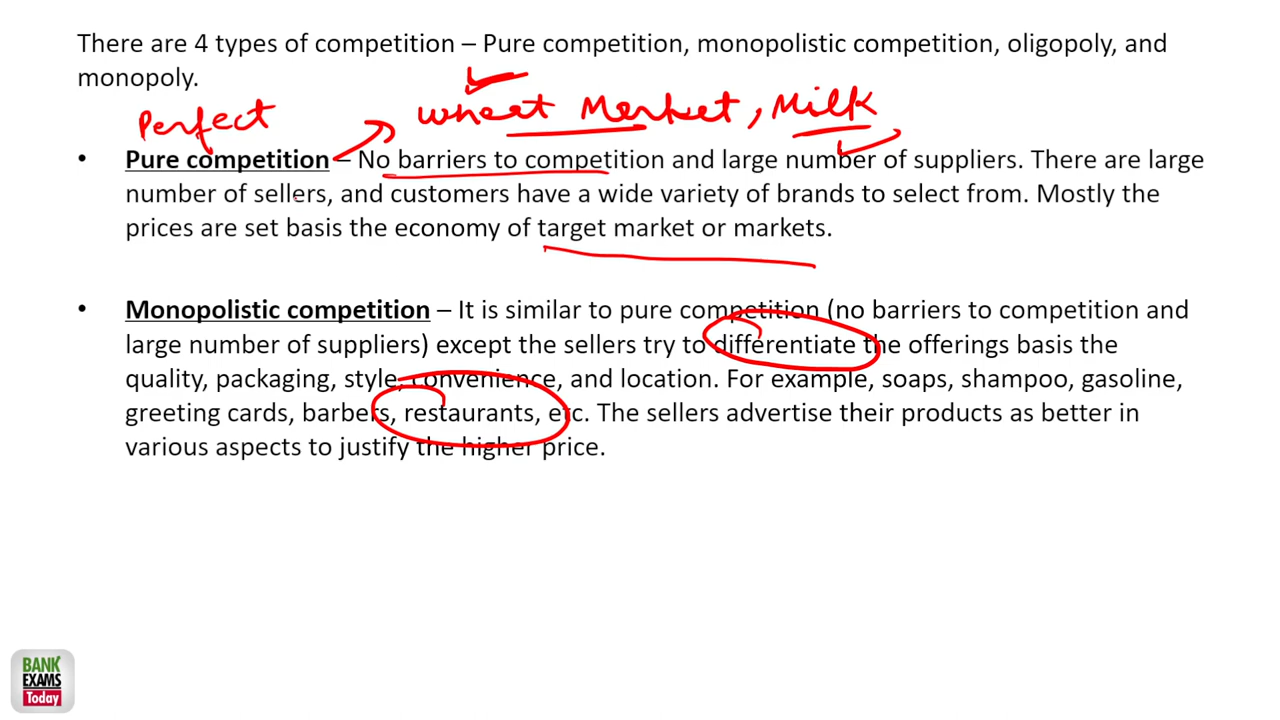 There are 4 types of competition – Pure competition, monopolistic competition, oligopoly, and
monopoly.
Perfect
Wheat Market, Milk
• Pure competition – No barriers to competition and large number of suppliers. There are large
number of sellers, and customers have a wide variety of brands to select from. Mostly the
prices are set basis the economy of target market or markets.
• Monopolistic competition – It is similar to pure competition (no barriers to competition and
large number of suppliers) except the sellers try to differentiate the offerings basis the
quality, packaging, style, convenience, and location. For example, soaps, shampoo, gasoline,
greeting cards, barbers, restaurants, etc. The sellers advertise their products as better in
various aspects to justify the higher price.
BANK
EXAMS
Today